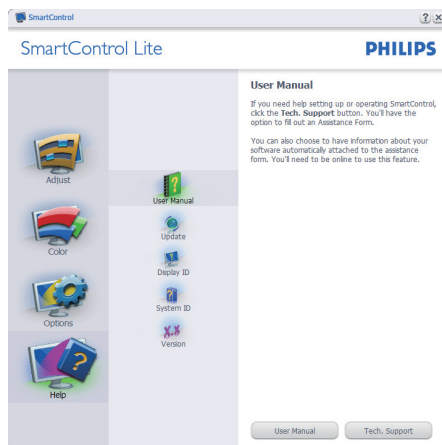 SmartControl
SmartControl Lite
PHILIPS
Adjust
Color
Options
Help
User Manual
Update
Display ID
System ID
Version
User Manual
If you need help setting up or operating SmartControl,
click the Tech. Support button. You'll have the
option to fill out an Assistance Form.
You can also choose to have information about your
software automatically attached to the assistance
form. You'll need to be online to use this feature.
User Manual
Tech. Support